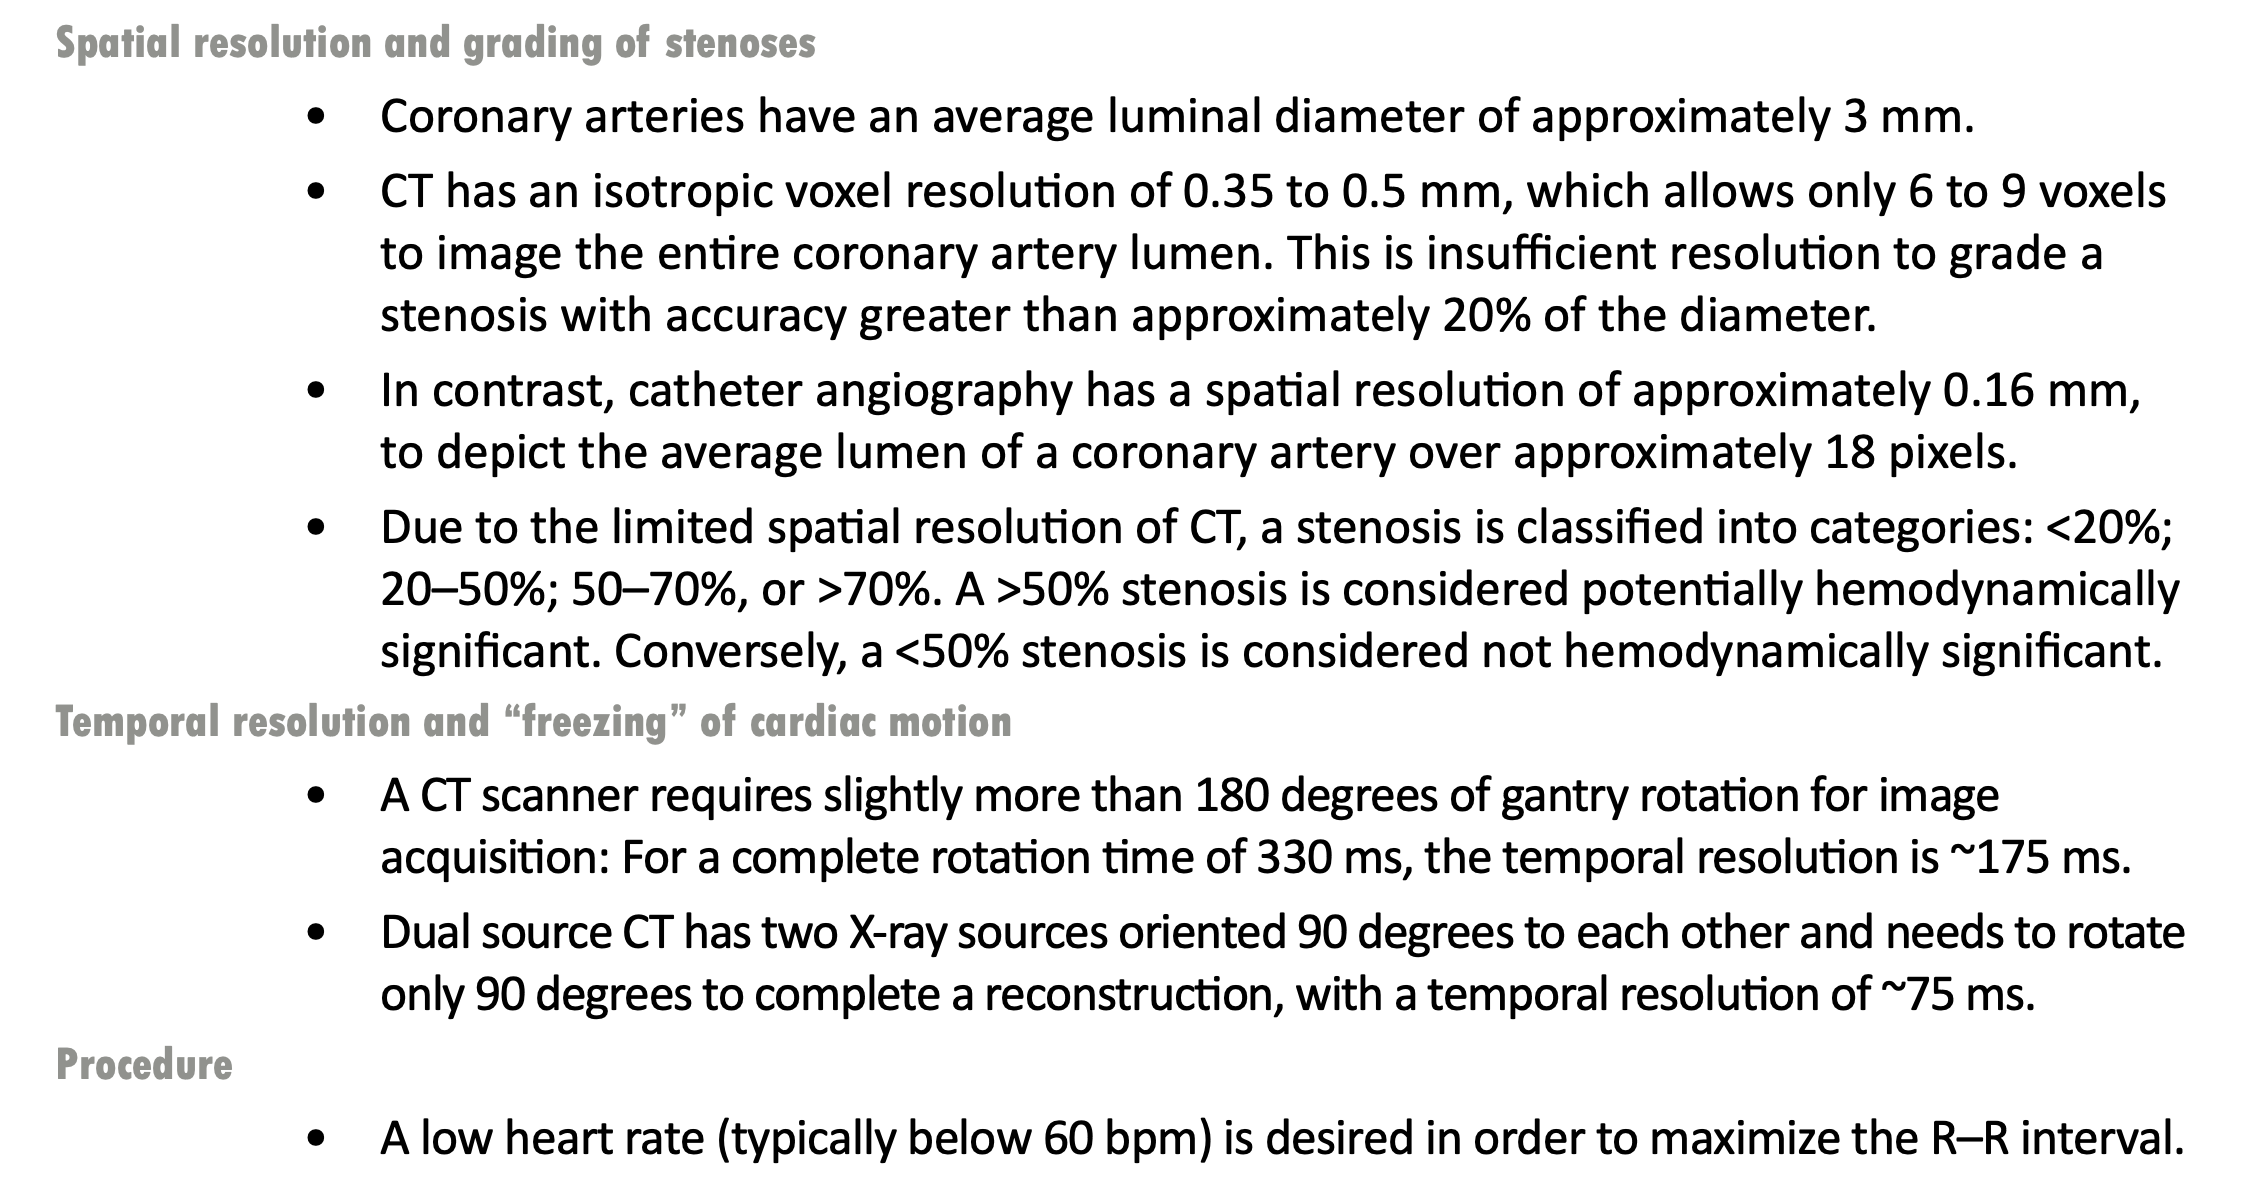 Spatial resolution and grading of stenoses
• Coronary arteries have an average luminal diameter of approximately 3 mm.
• CT has an isotropic voxel resolution of 0.35 to 0.5 mm, which allows only 6 to 9 voxels
to image the entire coronary artery lumen. This is insufficient resolution to grade a
stenosis with accuracy greater than approximately 20% of the diameter.
• In contrast, catheter angiography has a spatial resolution of approximately 0.16 mm,
to depict the average lumen of a coronary artery over approximately 18 pixels.
• Due to the limited spatial resolution of CT, a stenosis is classified into categories: <20%;
20–50%; 50–70%, or >70%. A >50% stenosis is considered potentially hemodynamically
significant. Conversely, a <50% stenosis is considered not hemodynamically significant.
Temporal resolution and “freezing” of cardiac motion
• A CT scanner requires slightly more than 180 degrees of gantry rotation for image
acquisition: For a complete rotation time of 330 ms, the temporal resolution is ~175 ms.
• Dual source CT has two X-ray sources oriented 90 degrees to each other and needs to rotate
only 90 degrees to complete a reconstruction, with a temporal resolution of ~75 ms.
Procedure
• A low heart rate (typically below 60 bpm) is desired in order to maximize the R–R interval.